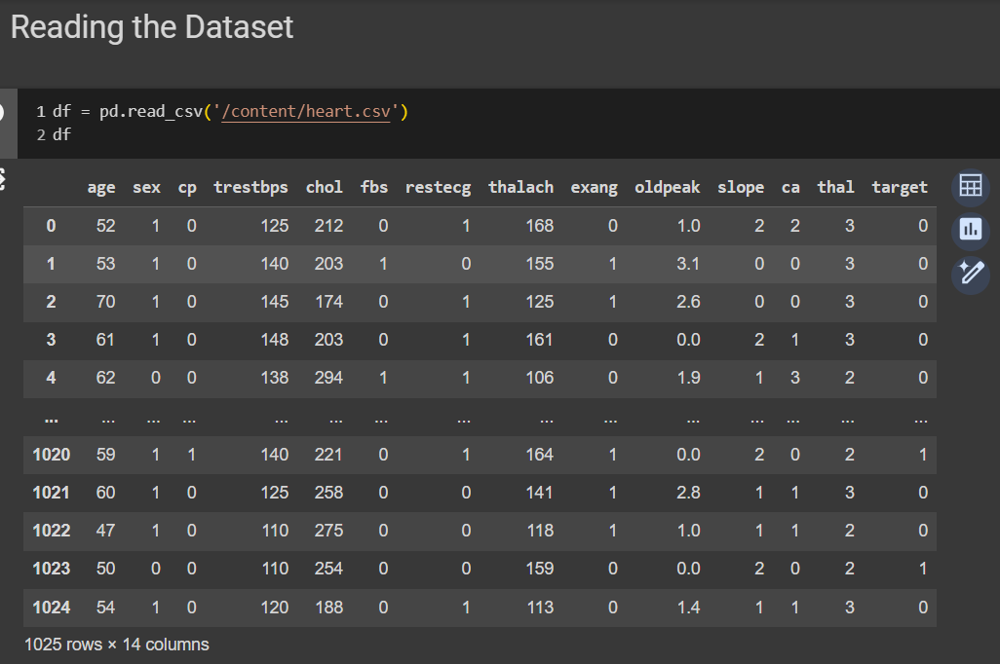 Reading the Dataset
1 df = pd.read_csv('/content/heart.csv')
2 df
age sex cp trestbps chol fbs restecg thalach exang oldpeak slope ca thal target
0 52 1 0 125 212 0 1 168 0 1.0 2 2 3 0
1 53 1 0 140 203 1 0 155 1 3.1 0 0 3 0
2 70 1 0 145 174 0 1 125 1 2.6 0 0 3 0
3 61 1 0 148 203 0 1 161 0 0.0 2 1 3 0
4 62 0 0 138 294 1 1 106 0 1.9 1 3 2 0
... ... ... ... ... ... ... ... ... ... ... ... ... ... ...
1020 59 1 1 140 221 0 1 164 1 0.0 2 0 2 1
1021 60 1 0 125 258 0 0 141 1 2.8 1 1 3 0
1022 47 1 0 110 275 0 0 118 1 1.0 1 1 2 0
1023 50 0 0 110 254 0 0 159 0 0.0 2 0 2 1
1024 54 1 0 120 188 0 1 113 0 1.4 1 1 3 0
1025 rows × 14 columns